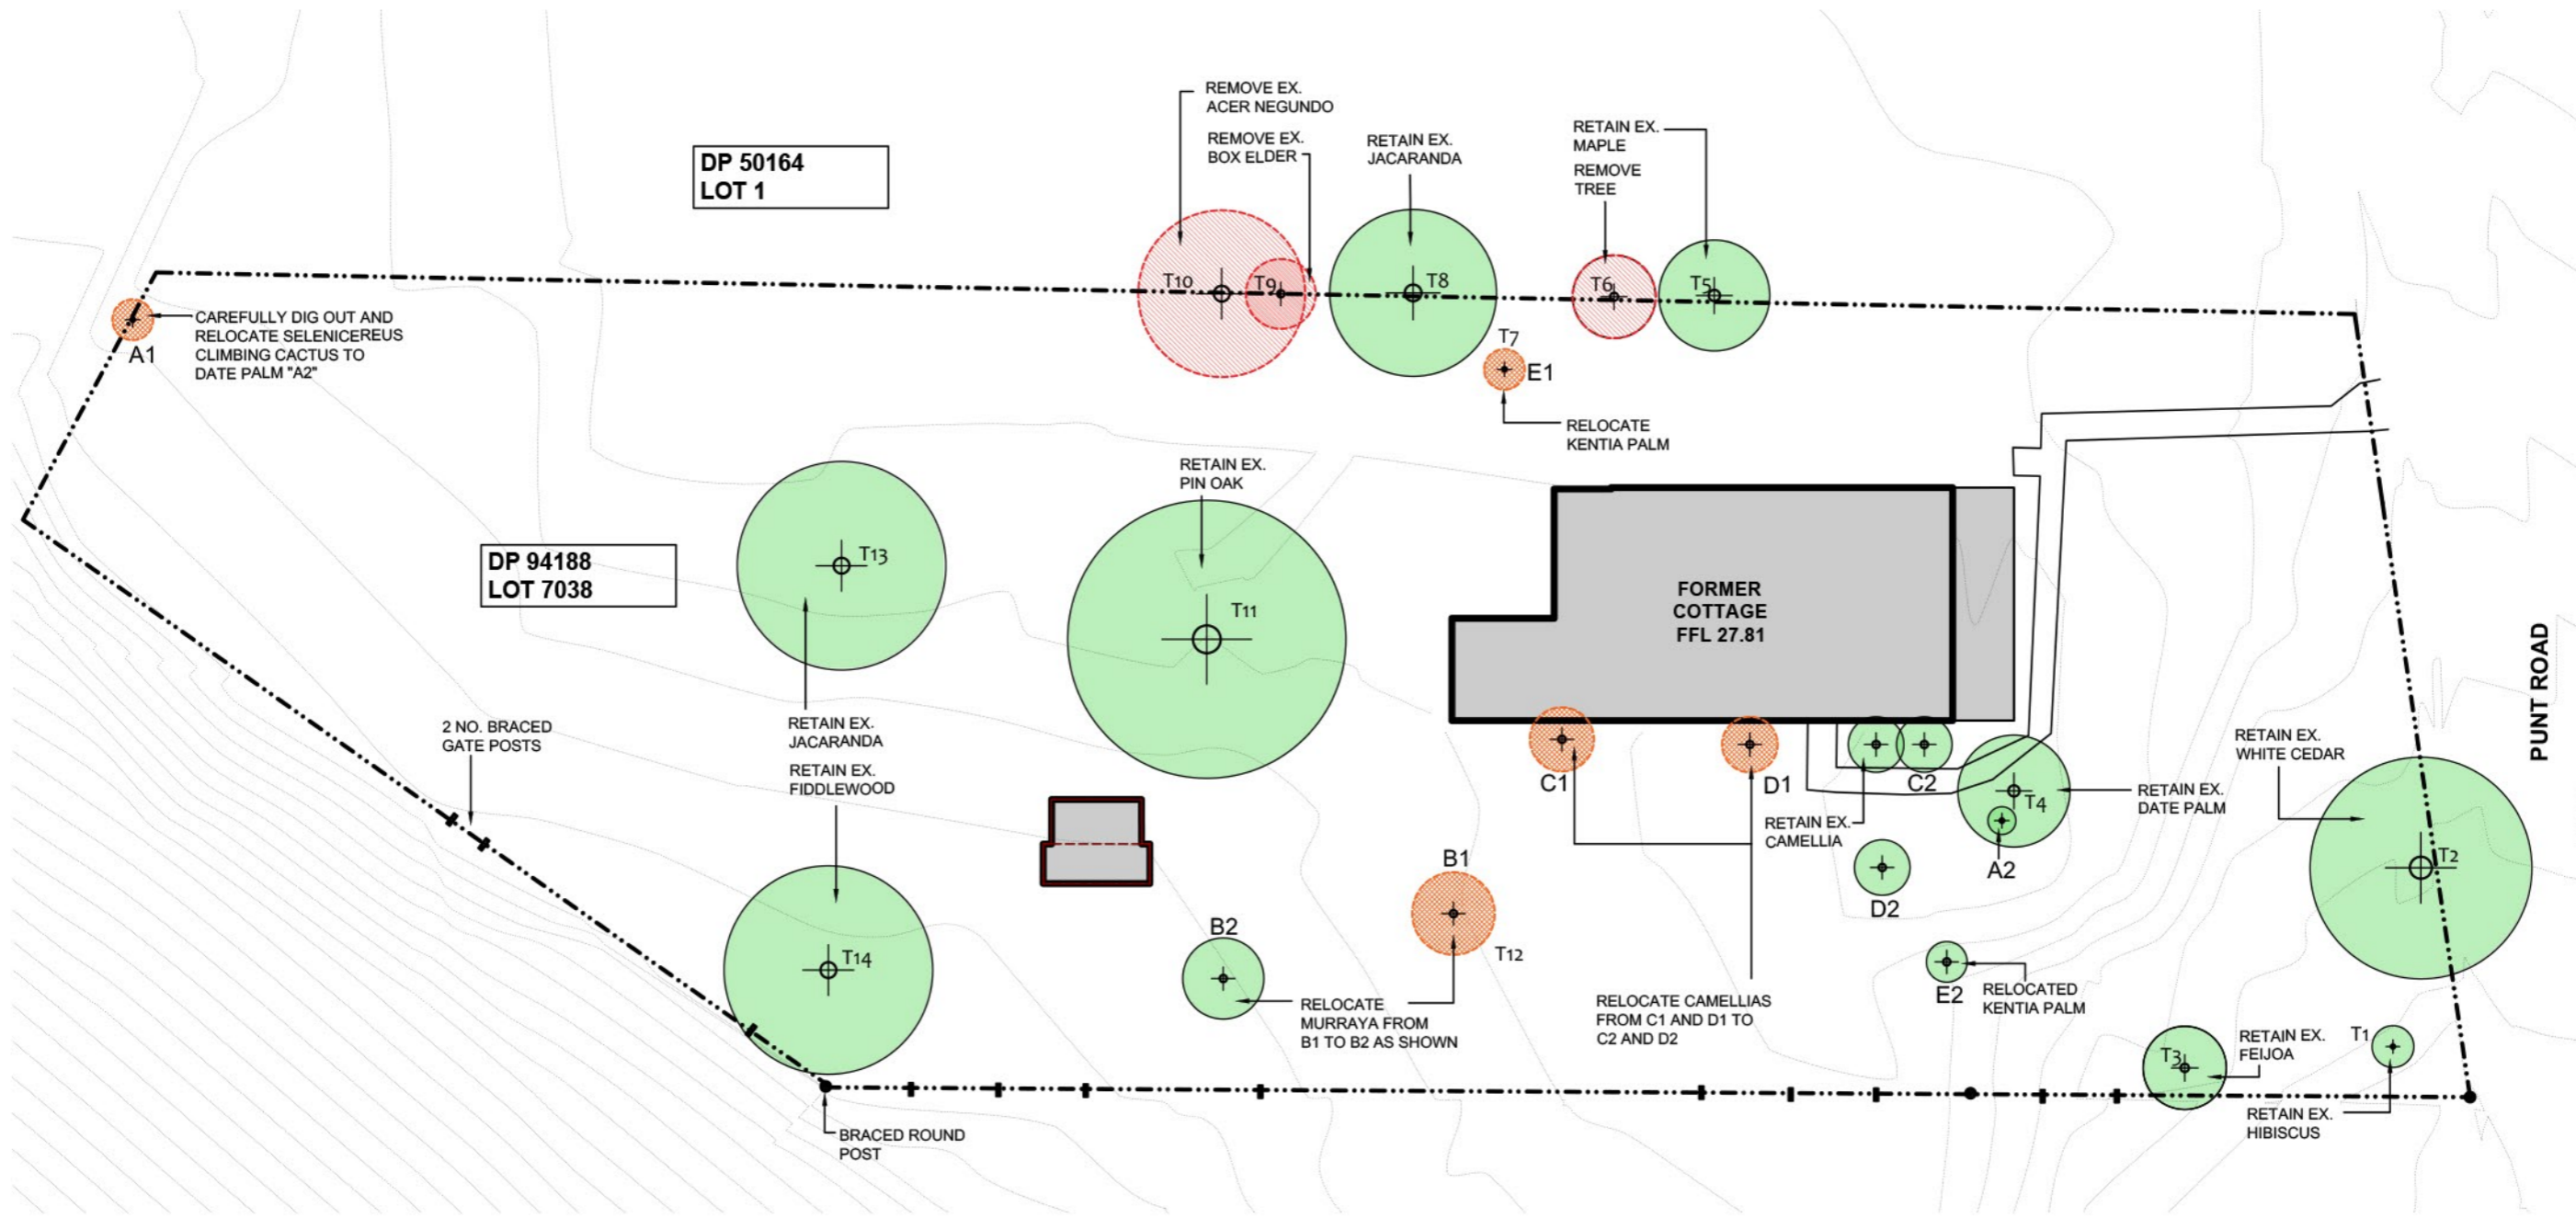 REMOVE EX.
ACER NEGUNDO
REMOVE EX.
BOX ELDER
RETAIN EX.
JACARANDA
RETAIN EX.
MAPLE
REMOVE
TREE
DP 50164
LOT 1
T10
T9
T8
T6
T5
CAREFULLY DIG OUT AND
RELOCATE SELENICEREUS
CLIMBING CACTUS TO
DATE PALM "A2"
A1
T7
E1
RELOCATE
KENTIA PALM
RETAIN EX.
PIN OAK
DP 94188
LOT 7038
T13
T11
FORMER
COTTAGE
FFL 27.81
PUNT ROAD
2 NO. BRACED
GATE POSTS
RETAIN EX.
JACARANDA
RETAIN EX.
FIDDLEWOOD
C1
D1
C2
RETAIN EX.
CAMELLIA
T4
A2
RETAIN EX.
DATE PALM
RETAIN EX.
WHITE CEDAR
T2
D2
B1
T12
B2
T14
RELOCATE
MURRAYA FROM
B1 TO B2 AS SHOWN
RELOCATE CAMELLIAS
FROM C1 AND D1 TO
C2 AND D2
E2
RELOCATED
KENTIA PALM
T3
RETAIN EX.
FEIJOA
T1
RETAIN EX.
HIBISCUS
BRACED ROUND
POST